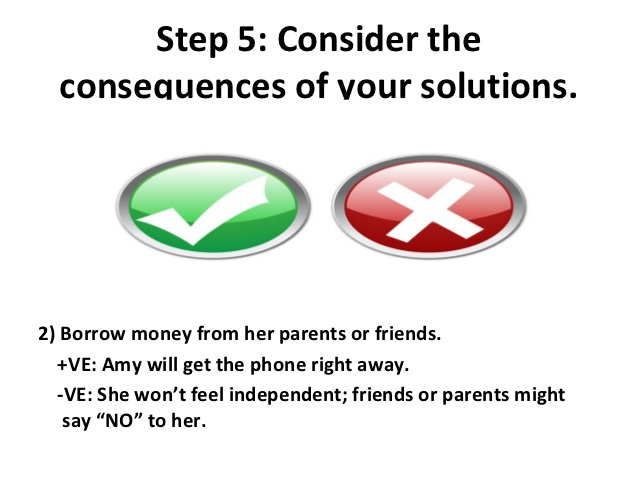 Step 5: Consider the
consequences of your solutions.
2) Borrow money from her parents or friends.
+VE: Amy will get the phone right away.
-VE: She won’t feel independent; friends or parents might
say “NO” to her.